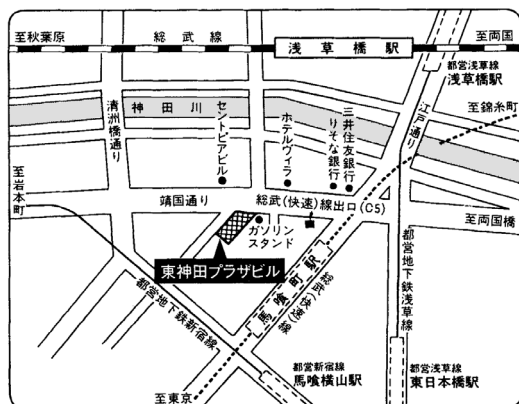 至秋葉原
総武線
浅草橋駅
至両国
都営浅草線
浅草橋駅
至錦糸町
清洲橋通り
神田川
セントピアビル
ホテルヴィラ
三井住友銀行
りそな銀行
江戸通り
至岩本町
靖国通り
総武(快速)線出口(C5)
至両国橋
ガソリン
スタンド
東神田プラザビル
都営地下鉄新宿線
馬喰町駅
総武(快速)線
都営地下鉄浅草線
至東京
都営新宿線
馬喰横山駅
都営浅草線
東日本橋駅